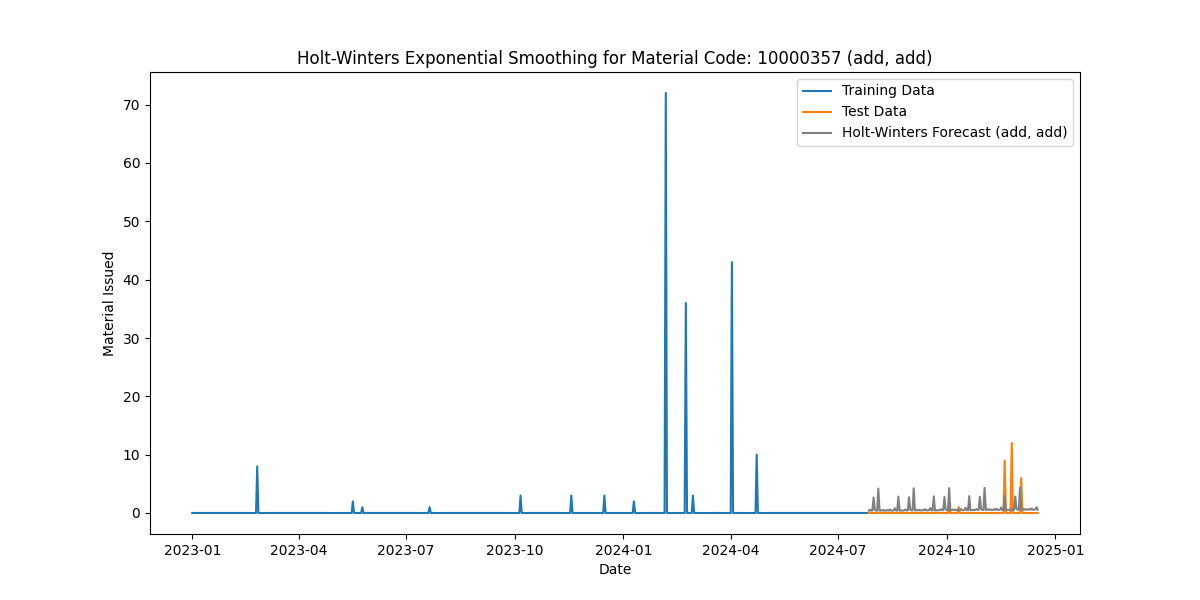 Holt-Winters Exponential Smoothing for Material Code: 10000357 (add, add)
Training Data
Test Data
Holt-Winters Forecast (add, add)
Material Issued
70
60
50
40
30
20
10
0
2023-01
2023-04
2023-07
2023-10
2024-01
2024-04
2024-07
2024-10
2025-01
Date